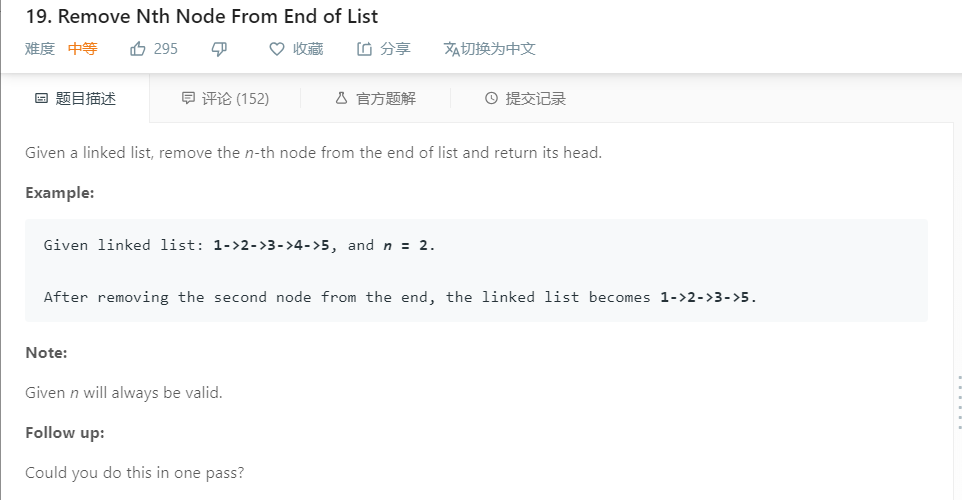 19. Remove Nth Node From End of List
难度 中等 295 收藏 分享 切换为中文
题目描述 评论 (152) 官方题解 提交记录
Given a linked list, remove the n-th node from the end of list and return its head.
Example:
Given linked list: 1->2->3->4->5, and n = 2.
After removing the second node from the end, the linked list becomes 1->2->3->5.
Note:
Given n will always be valid.
Follow up:
Could you do this in one pass?